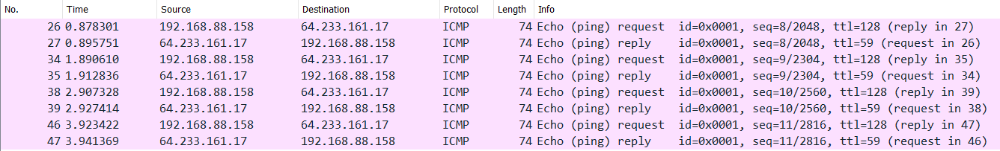 No. Time Source Destination Protocol Length Info
26 0.878301 192.168.88.158 64.233.161.17 ICMP 74 Echo (ping) request id=0x0001, seq=8/2048, ttl=128 (reply in 27)
27 0.895751 64.233.161.17 192.168.88.158 ICMP 74 Echo (ping) reply id=0x0001, seq=8/2048, ttl=59 (request in 26)
34 1.890610 192.168.88.158 64.233.161.17 ICMP 74 Echo (ping) request id=0x0001, seq=9/2304, ttl=128 (reply in 35)
35 1.912836 64.233.161.17 192.168.88.158 ICMP 74 Echo (ping) reply id=0x0001, seq=9/2304, ttl=59 (request in 34)
38 2.907328 192.168.88.158 64.233.161.17 ICMP 74 Echo (ping) request id=0x0001, seq=10/2560, ttl=128 (reply in 39)
39 2.927414 64.233.161.17 192.168.88.158 ICMP 74 Echo (ping) reply id=0x0001, seq=10/2560, ttl=59 (request in 38)
46 3.923422 192.168.88.158 64.233.161.17 ICMP 74 Echo (ping) request id=0x0001, seq=11/2816, ttl=128 (reply in 47)
47 3.941369 64.233.161.17 192.168.88.158 ICMP 74 Echo (ping) reply id=0x0001, seq=11/2816, ttl=59 (request in 46)